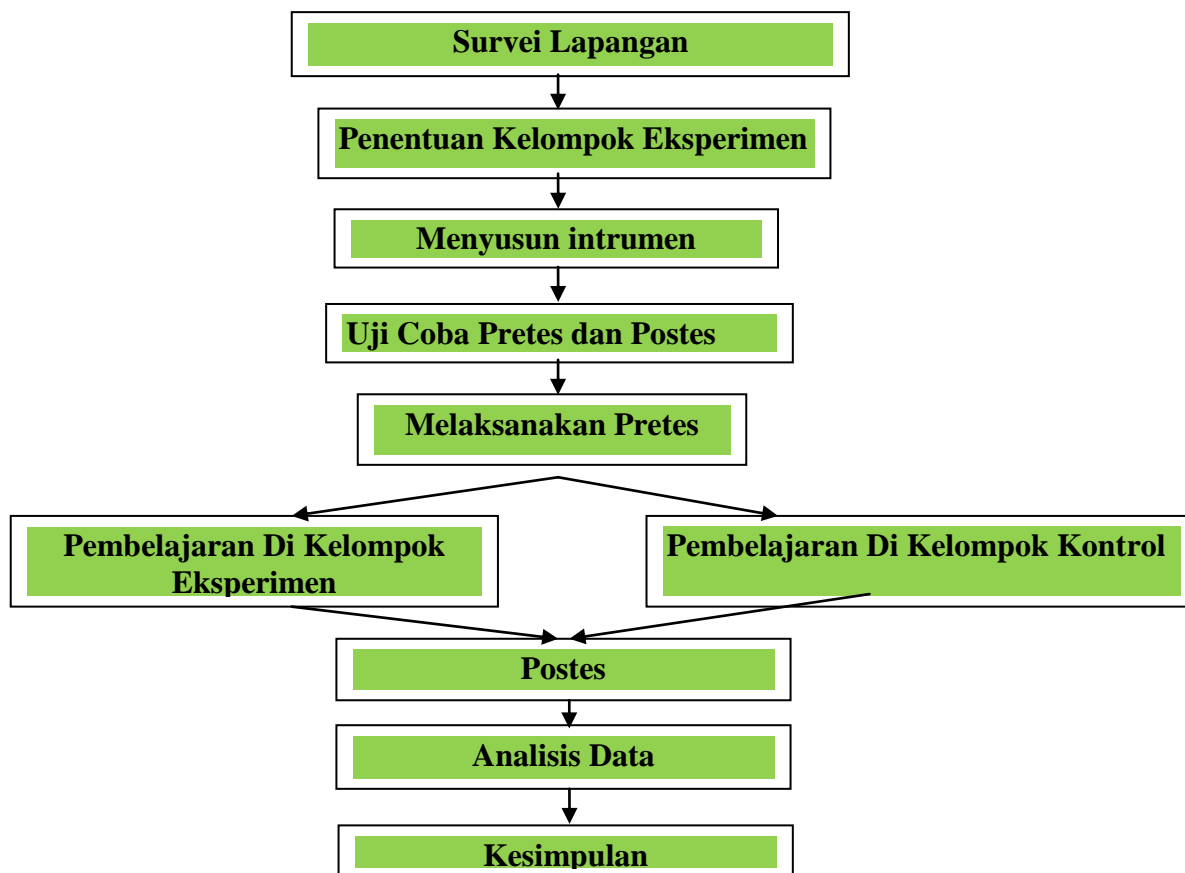 Survei Lapangan
Penentuan Kelompok Eksperimen
Menyusun intrumen
Uji Coba Pretes dan Postes
Melaksanakan Pretes
Pembelajaran Di Kelompok
Eksperimen
Pembelajaran Di Kelompok Kontrol
Postes
Analisis Data
Kesimpulan